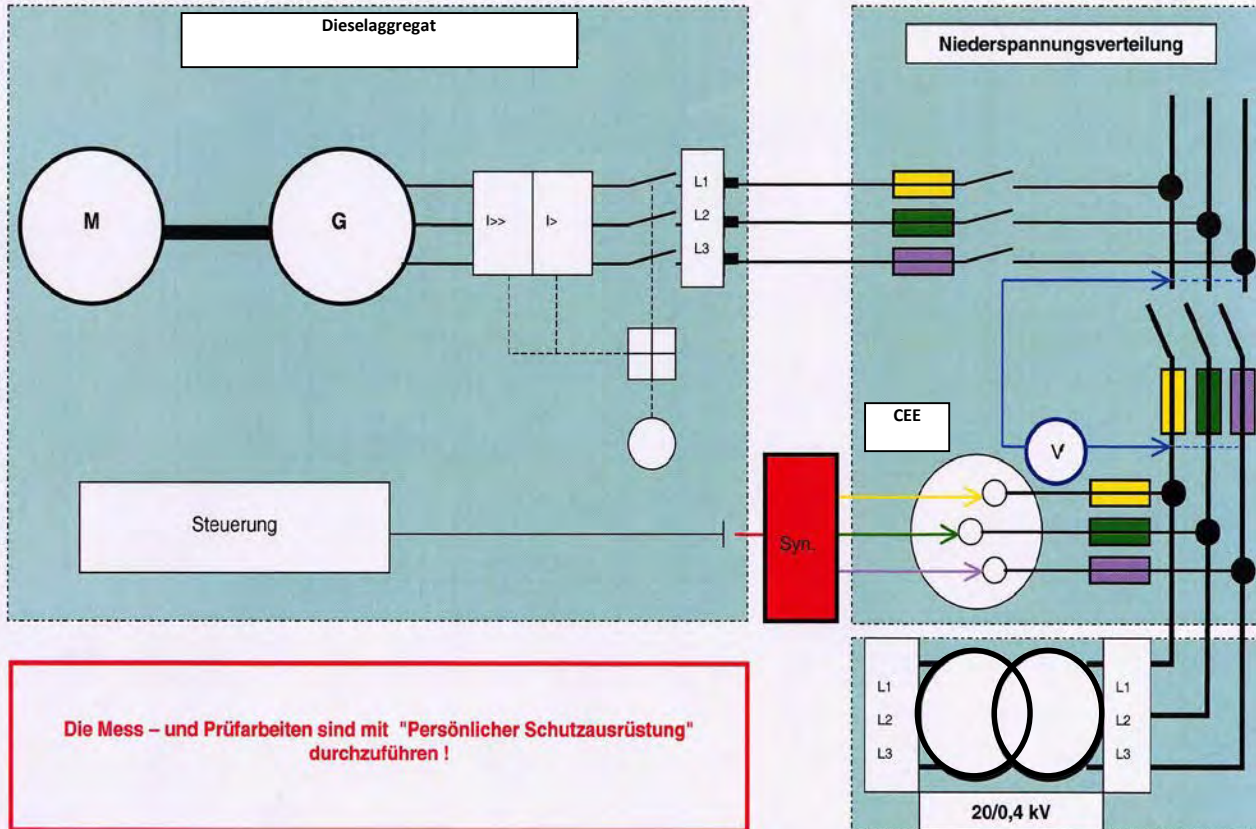 Dieselaggregat
Niederspannungsverteilung
M
G
I>>
I>
L1
L2
L3
CEE
V
Steuerung
Syn.
Die Mess – und Prüfarbeiten sind mit "Persönlicher Schutzausrüstung"
durchzuführen !
L1
L2
L3
L1
L2
L3
20/0,4 kV